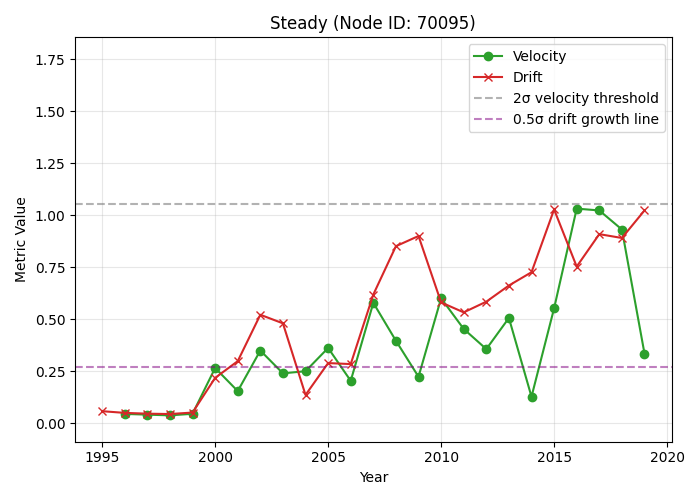 Steady (Node ID: 70095)
Velocity
Drift
2σ velocity threshold
0.5σ drift growth line
Metric Value
1.75
1.50
1.25
1.00
0.75
0.50
0.25
0.00
1995 2000 2005 2010 2015 2020
Year